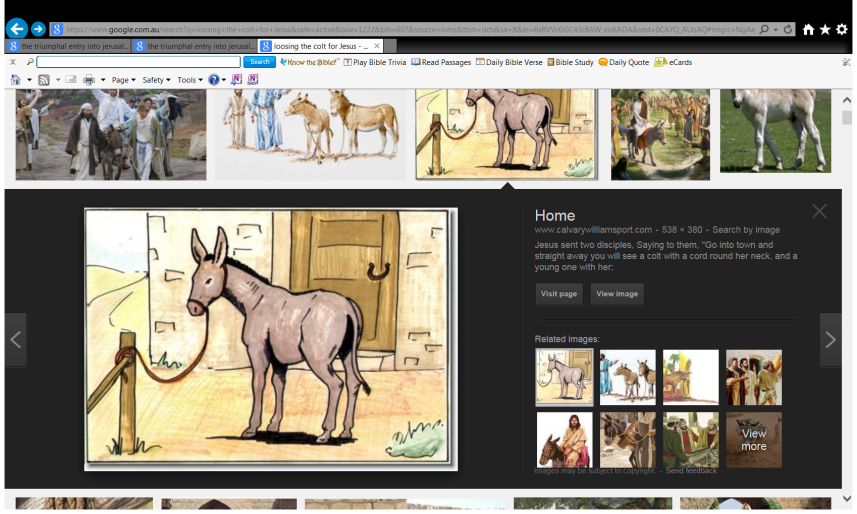 https://www.google.com.au/search?q=loosing+the+colt+for+Jesus&safe=active&biw=1222&bih=607&source=lnms&tbm=isch&sa=X&ei=
the triumphal entry into jerusal... the triumphal entry into jerusal... loosing the colt for Jesus - ...
Search Know the Bible? Play Bible Trivia Read Passages Daily Bible Verse Bible Study Daily Quote eCards
Page Safety Tools
Home
www.calvarywilliamsport.com - 538 × 380 - Search by image
Jesus sent two disciples, Saying to them, "Go into town and
straight away you will see a colt with a cord round her neck, and a
young one with her;
Visit page View image
Related images:
View
more
Images may be subject to copyright. - Send feedback